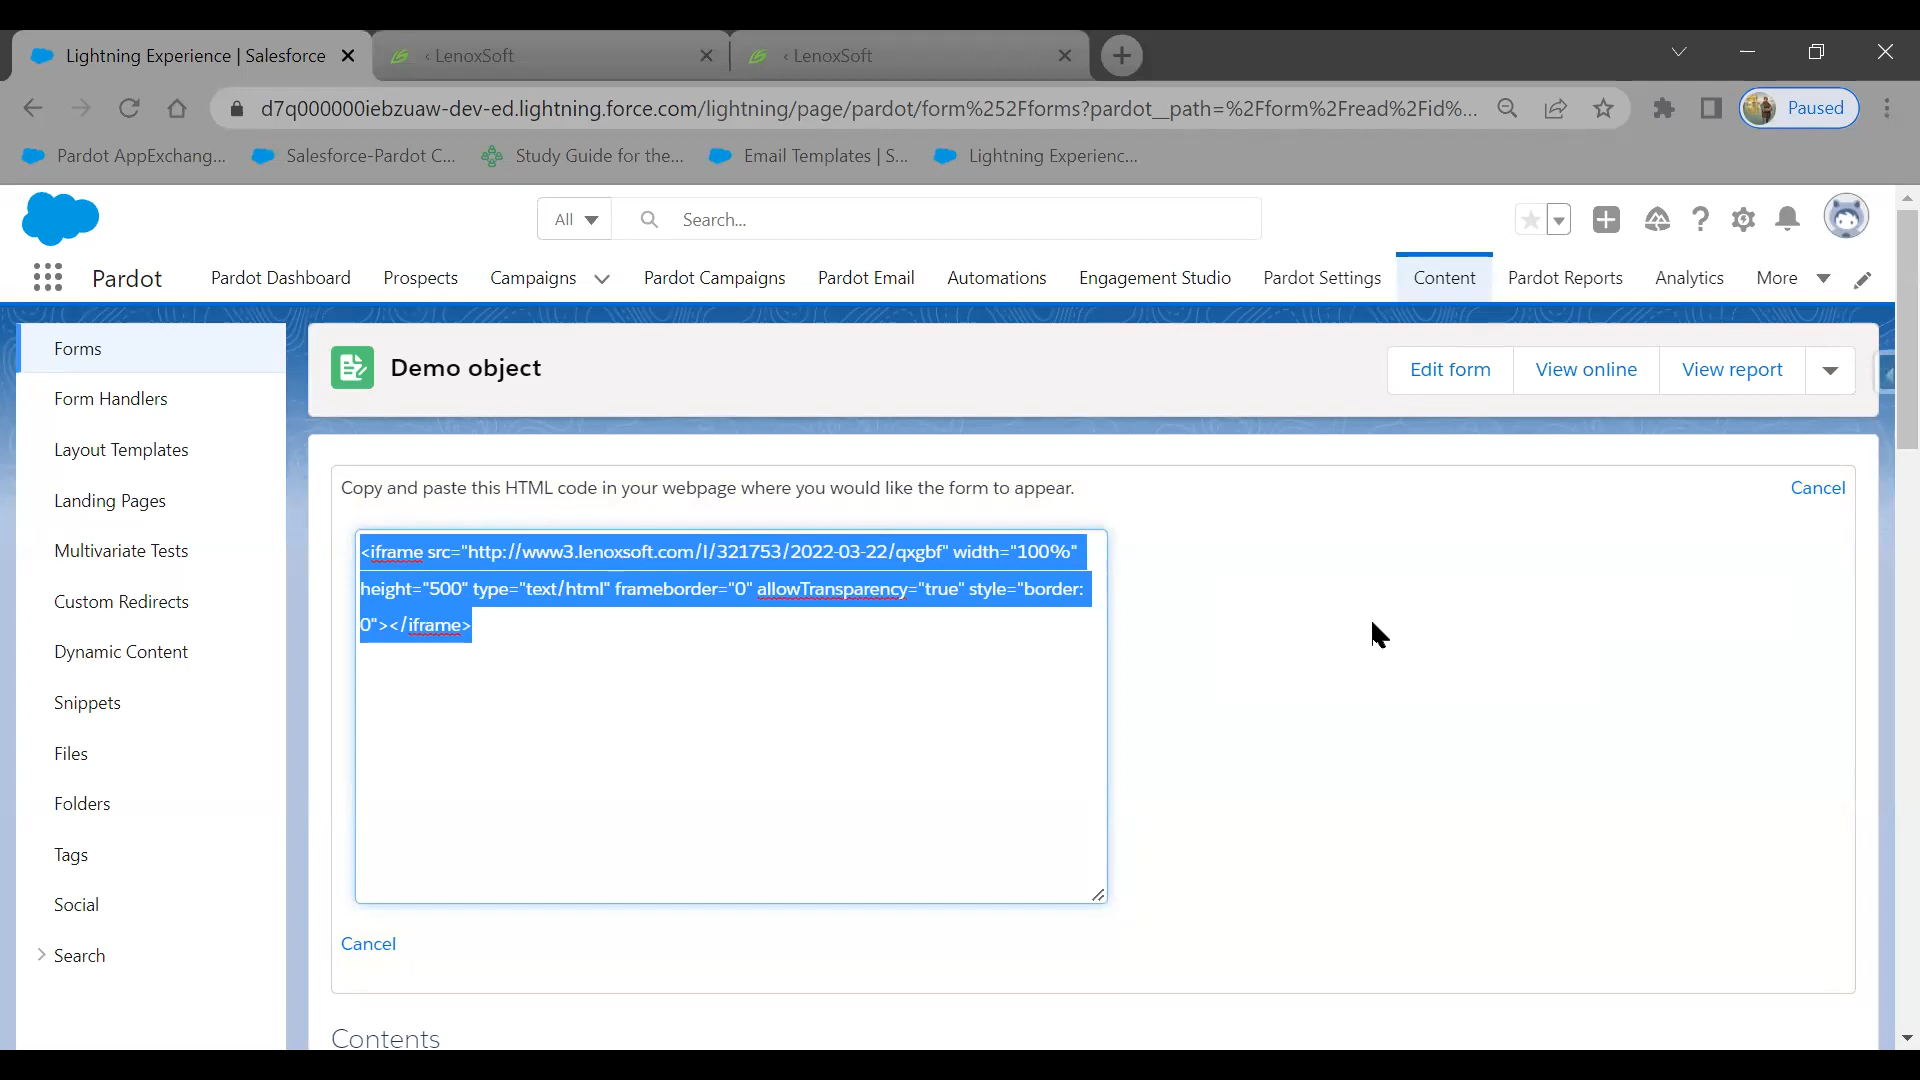 Lightning Experience | Salesforce
‹ LenoxSoft
‹ LenoxSoft
d7q000000iebzuaw-dev-ed.lightning.force.com/lightning/page/pardot/form%252Fforms?pardot__path=%2Fform%2Fread%2Fid%...
Paused
Pardot AppExchang...
Salesforce-Pardot C...
Study Guide for the...
Email Templates | S...
Lightning Experienc...
All
Search...
Pardot
Pardot Dashboard
Prospects
Campaigns
Pardot Campaigns
Pardot Email
Automations
Engagement Studio
Pardot Settings
Content
Pardot Reports
Analytics
More
Forms
Form Handlers
Layout Templates
Landing Pages
Multivariate Tests
Custom Redirects
Dynamic Content
Snippets
Files
Folders
Tags
Social
Search
Demo object
Edit form
View online
View report
Copy and paste this HTML code in your webpage where you would like the form to appear.
Cancel
<iframe src="http://www3.lenoxsoft.com/l/321753/2022-03-22/qxgbf" width="100%"
height="500" type="text/html" frameborder="0" allowTransparency="true" style="border:
0"></iframe>
Cancel
Contents